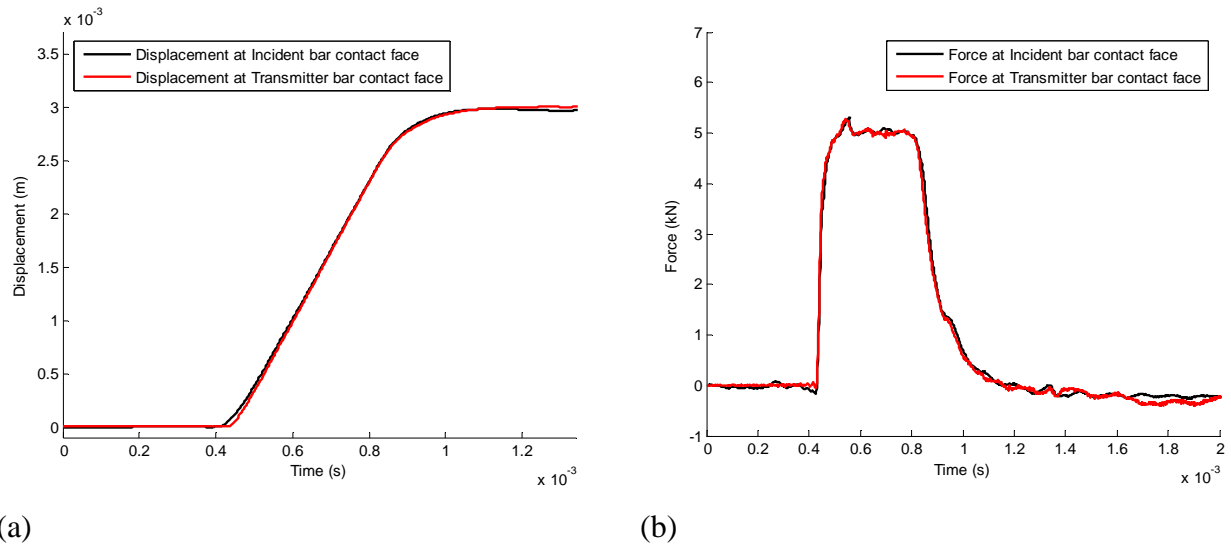 x 10⁻³
3.5
3
2.5
2
1.5
1
0.5
0
Displacement (m)
Displacement at Incident bar contact face
Displacement at Transmitter bar contact face
0 0.2 0.4 0.6 0.8 1 1.2
Time (s)
x 10⁻³
7
6
5
4
3
2
1
0
-1
Force (kN)
Force at Incident bar contact face
Force at Transmitter bar contact face
0 0.2 0.4 0.6 0.8 1 1.2 1.4 1.6 1.8 2
Time (s)
x 10⁻³
(a)
(b)